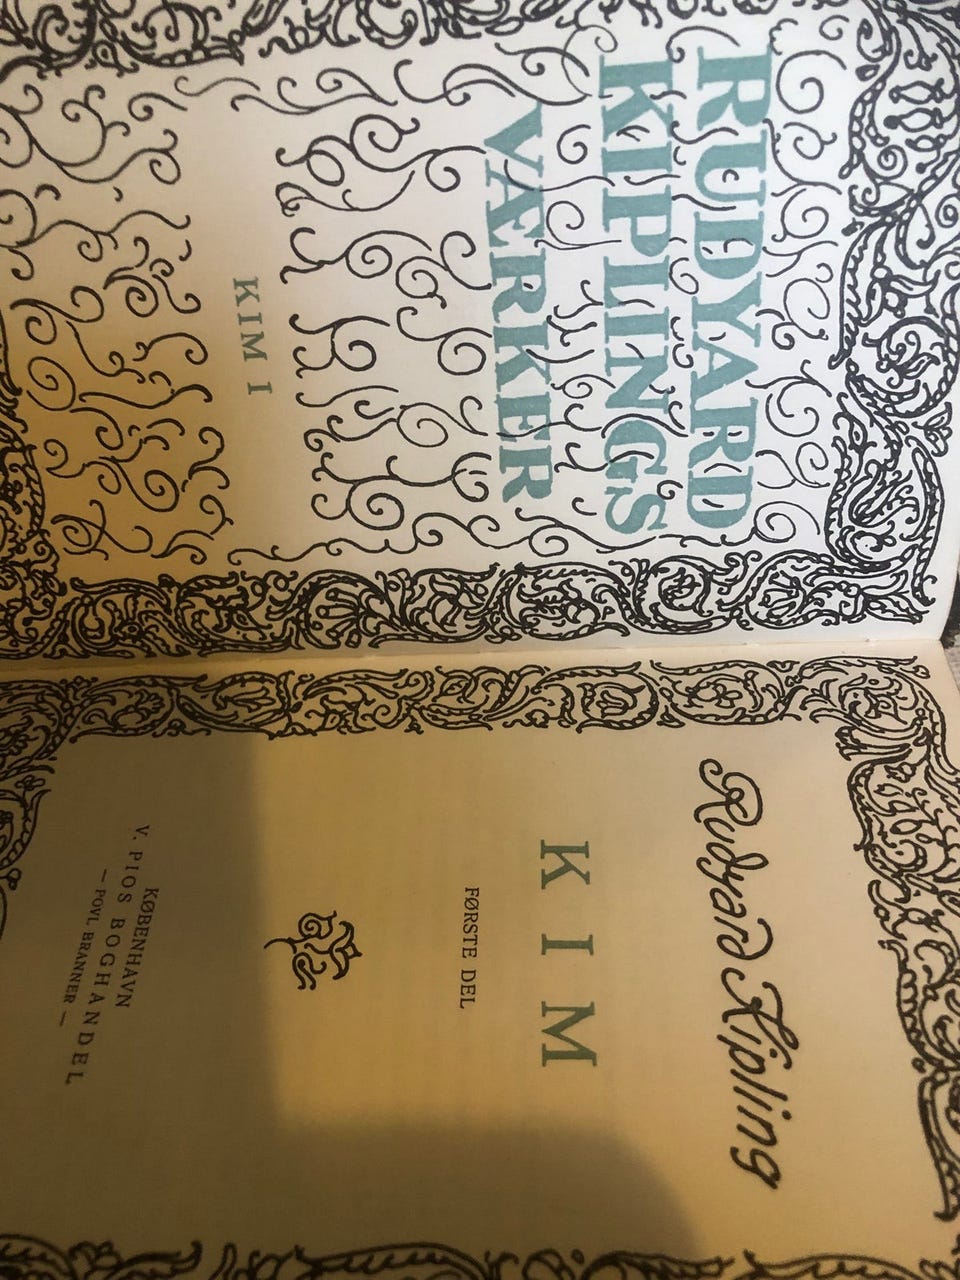 RUDYARD
KIPLINGS
VÆRKER
KIM I
Rudyard Kipling
KIM
FØRSTE DEL
KØBENHAVN
V. PIOS BOGHANDEL
— POVL BRANNER —